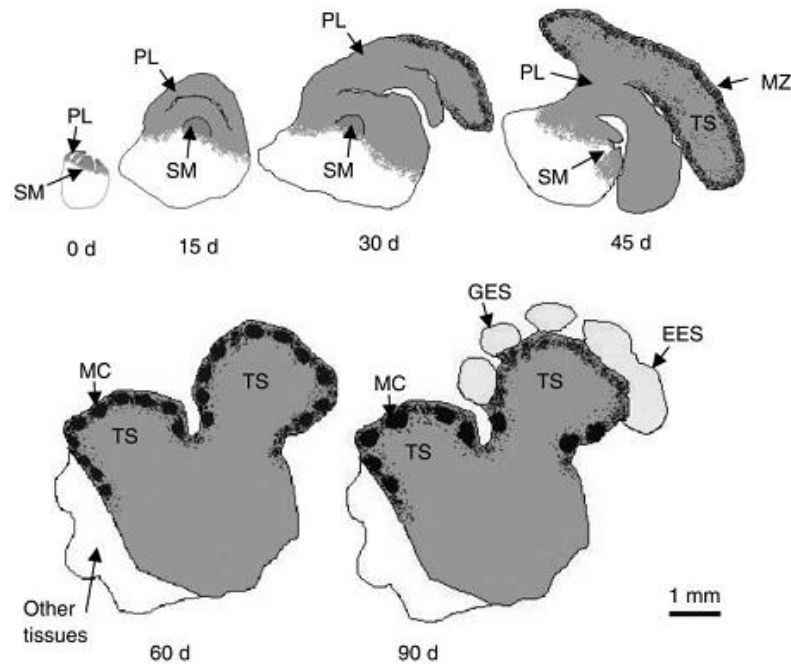 PL
SM
0 d
PL
SM
15 d
PL
SM
30 d
PL
MZ
TS
SM
45 d
MC
TS
TS
Other
tissues
60 d
GES
EES
MC
TS
TS
90 d
1 mm